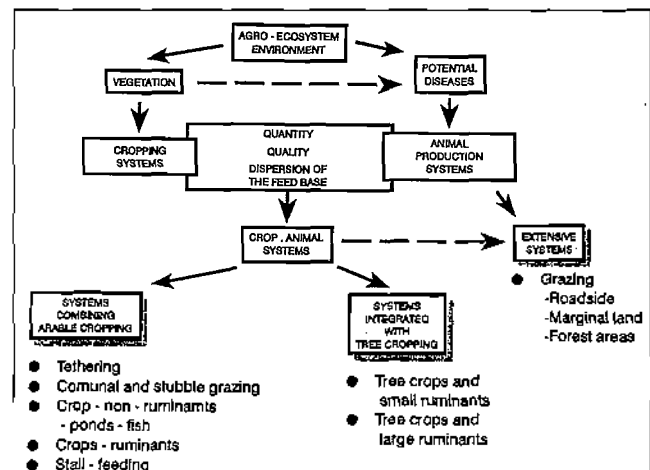 AGRO - ECOSYSTEM
ENVIRONMENT
VEGETATION
POTENTIAL
DISEASES
CROPPING
SYSTEMS
QUANTITY
QUALITY
DISPERSION OF
THE FEED BASE
ANIMAL
PRODUCTION
SYSTEMS
CROP . ANIMAL
SYSTEMS
EXTENSIVE
SYSTEMS
● Grazing
-Roadside
-Marginal land
-Forest areas
SYSTEMS
COMBINING
ARABLE CROPPING
● Tethering
● Comunal and stubble grazing
● Crop - non - ruminamts
- ponds - fish
● Crops - ruminants
● Stall - feeding
SYSTEMS
INTEGRATED
WITH
TREE CROPPING
● Tree crops and
small ruminants
● Tree crops and
large ruminants